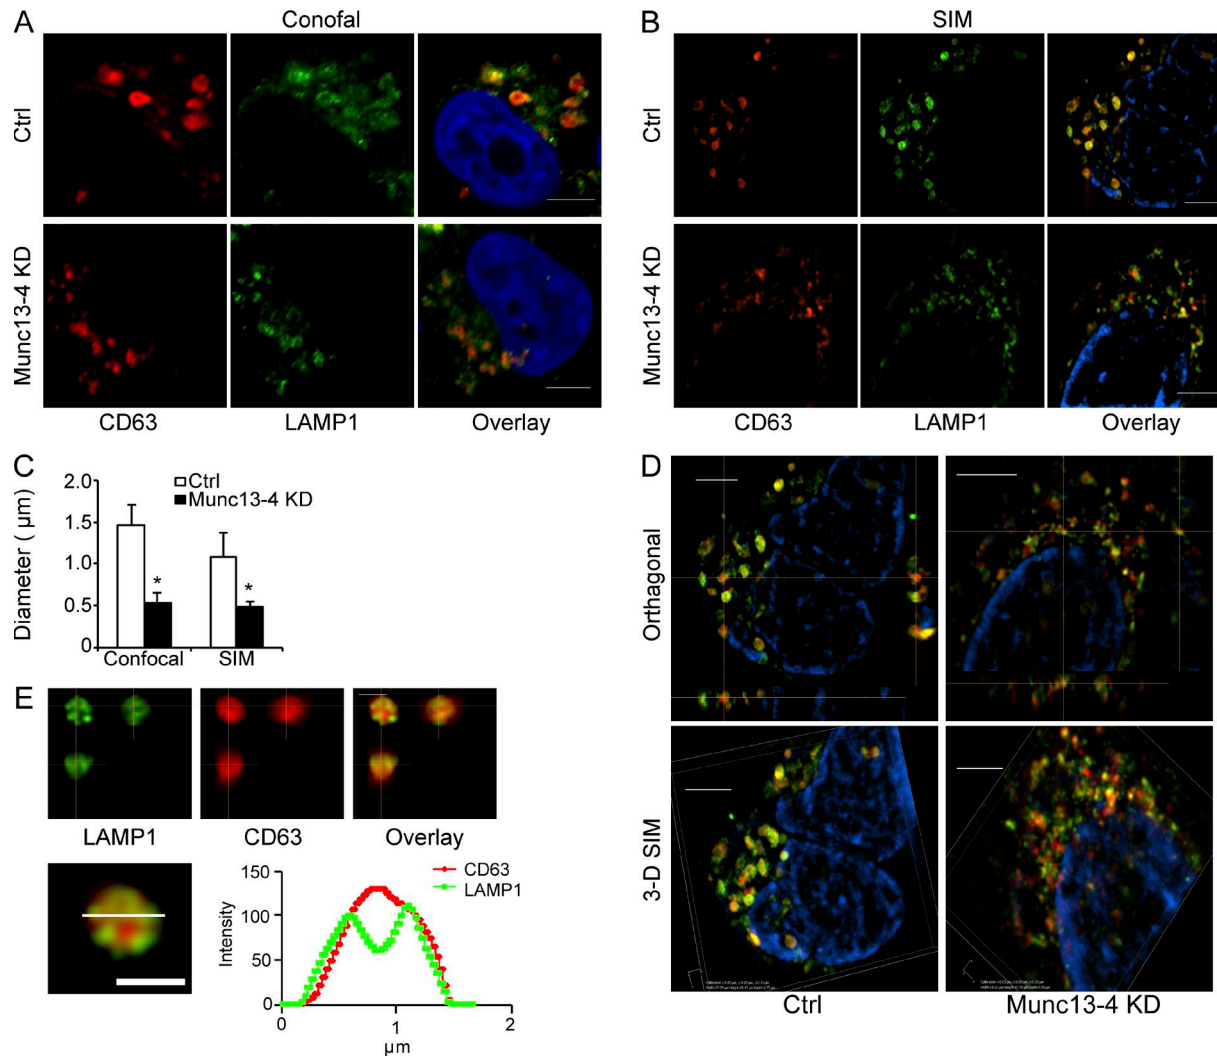 A
Conofal
Ctrl
Munc13-4 KD
CD63
LAMP1
Overlay
B
SIM
Ctrl
Munc13-4 KD
CD63
LAMP1
Overlay
C
Diameter ( µm)
2.0
1.5
1.0
0.5
0
Ctrl
Munc13-4 KD
*
*
Confocal
SIM
D
Orthagonal
3-D SIM
Ctrl
Munc13-4 KD
E
LAMP1
CD63
Overlay
CD63
LAMP1
Intensity
150
100
50
0
0
1
2
µm